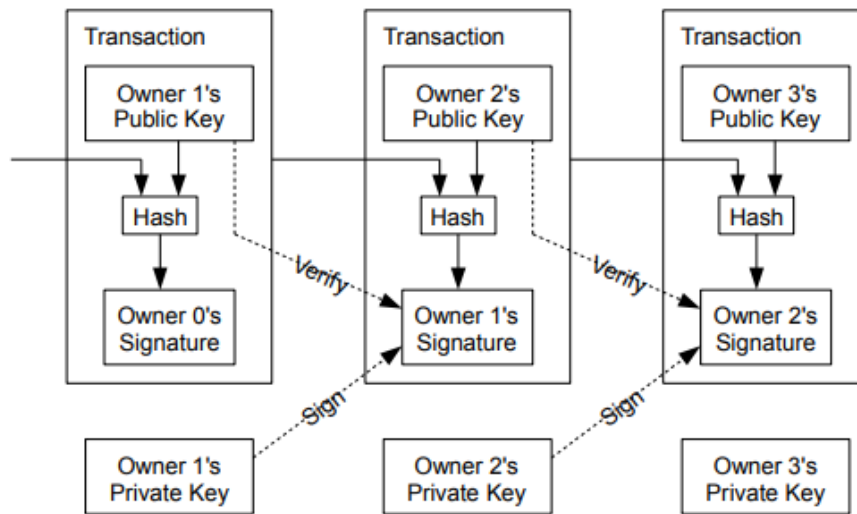 Transaction
Transaction
Transaction
Owner 1's
Public Key
Owner 2's
Public Key
Owner 3's
Public Key
Hash
Hash
Hash
Verify
Verify
Owner 0's
Signature
Owner 1's
Signature
Owner 2's
Signature
Sign
Sign
Owner 1's
Private Key
Owner 2's
Private Key
Owner 3's
Private Key